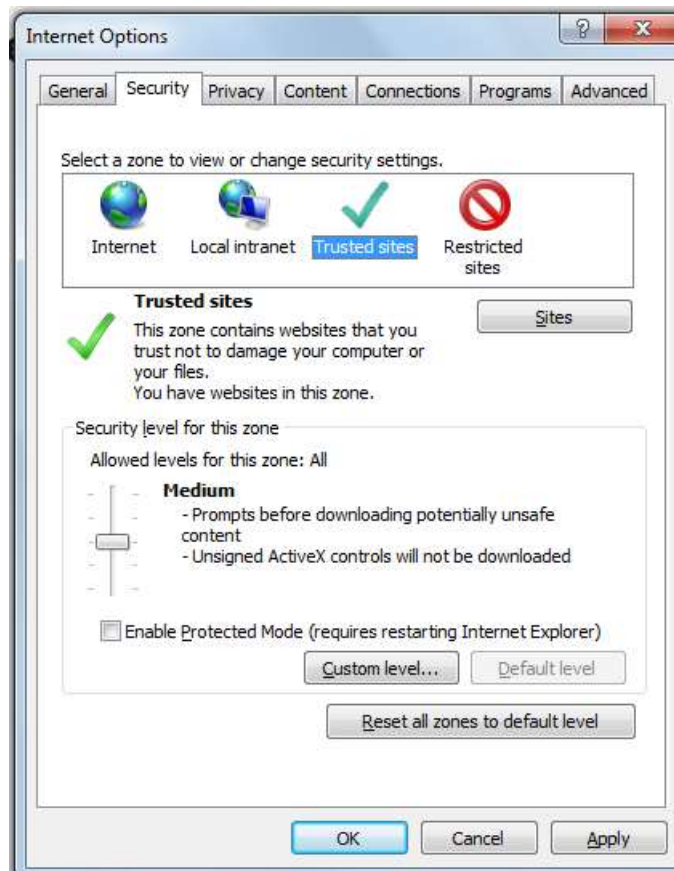 Internet Options
?
X
General Security Privacy Content Connections Programs Advanced
Select a zone to view or change security settings.
Internet Local intranet Trusted sites Restricted
sites
Trusted sites
Sites
This zone contains websites that you
trust not to damage your computer or
your files.
You have websites in this zone.
Security level for this zone
Allowed levels for this zone: All
Medium
- Prompts before downloading potentially unsafe
content
- Unsigned ActiveX controls will not be downloaded
Enable Protected Mode (requires restarting Internet Explorer)
Custom level... Default level
Reset all zones to default level
OK Cancel Apply